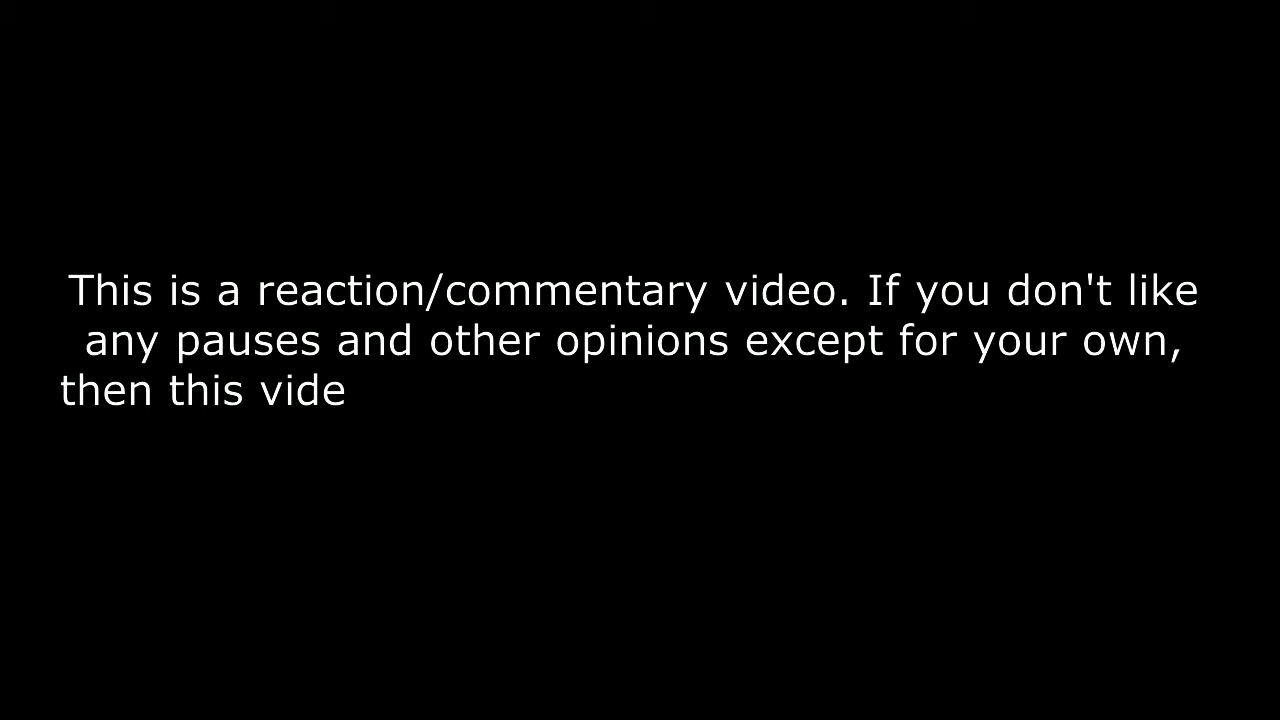 This is a reaction/commentary video. If you don't like
any pauses and other opinions except for your own,
then this vide